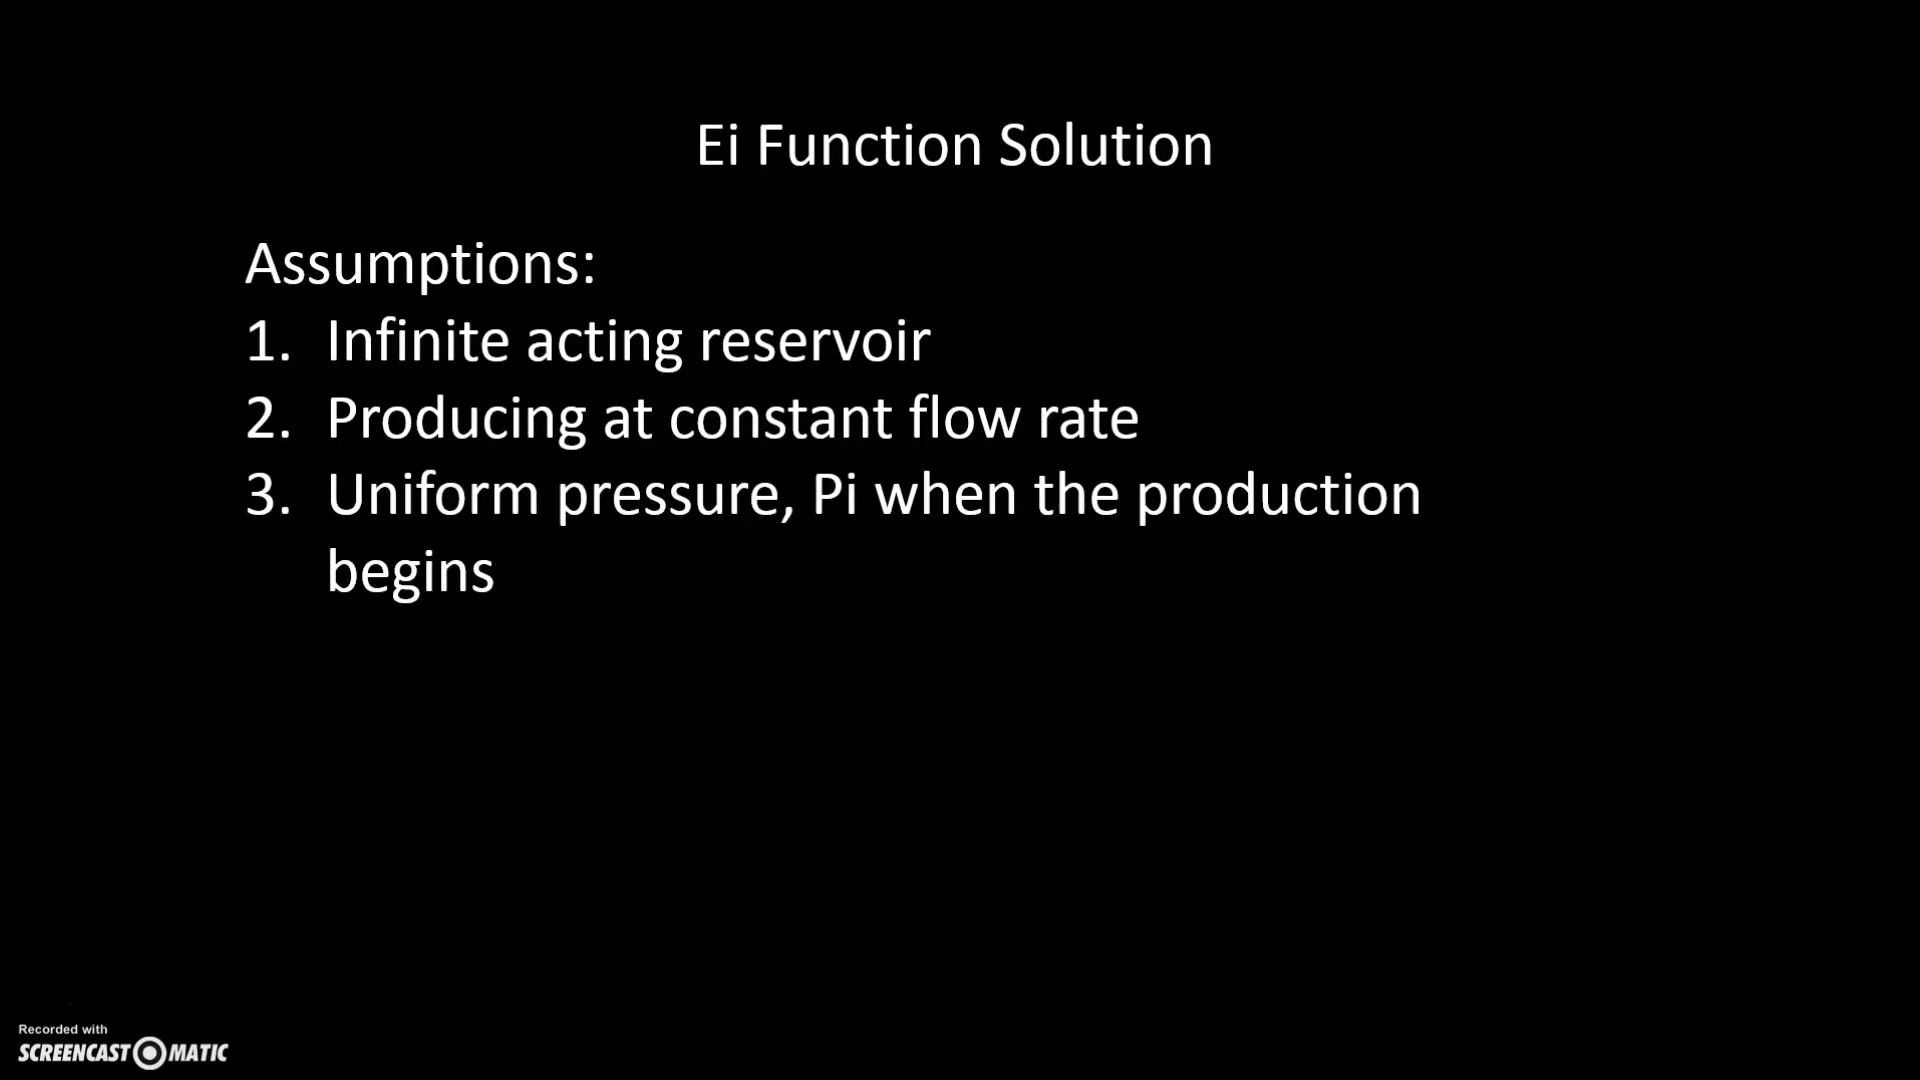 Ei Function Solution
Assumptions:
1. Infinite acting reservoir
2. Producing at constant flow rate
3. Uniform pressure, Pi when the production
begins
Recorded with
SCREENCAST MATIC